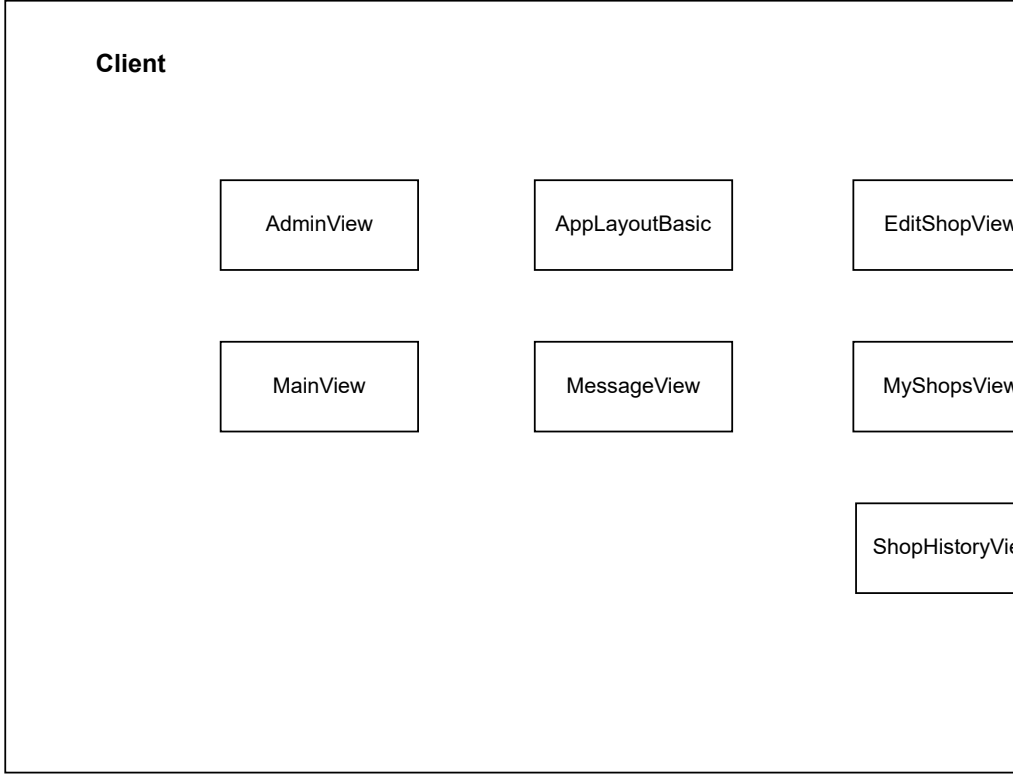 Client
AdminView
AppLayoutBasic
EditShopView
MainView
MessageView
MyShopsView
ShopHistoryVie